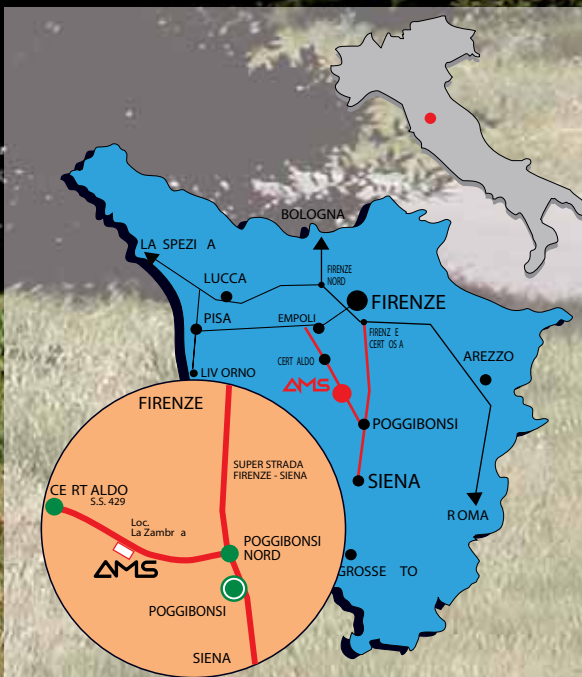 BOLOGNA
LA SPEZI A
FIRENZE
NORD
LUCCA
FIRENZE
PISA
EMPOLI
FIRENZ E
CERT OS A
CERT ALDO
AREZZO
LIV ORNO
AMS
POGGIBONSI
SIENA
ROMA
GROSSE TO
FIRENZE
SUPER STRADA
FIRENZE - SIENA
CE RT ALDO
S.S. 429
Loc.
La Zambr a
AMS
POGGIBONSI
NORD
POGGIBONSI
SIENA